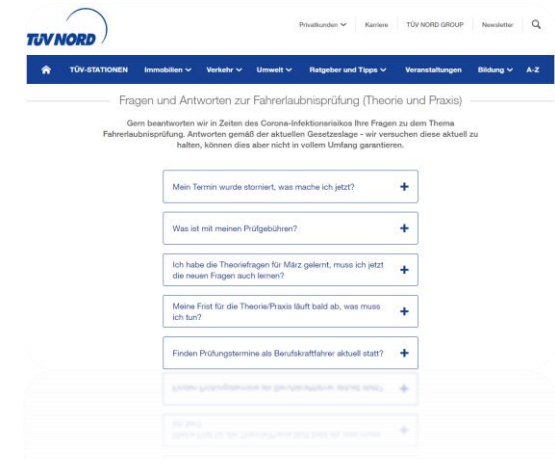 TÜV NORD
Privatkunden
Karriere
TÜV NORD GROUP
Newsletter
TÜV-STATIONEN
Immobilien
Verkehr
Umwelt
Ratgeber und Tipps
Veranstaltungen
Bildung
A-Z
Fragen und Antworten zur Fahrerlaubnisprüfung (Theorie und Praxis)
Gern beantworten wir in Zeiten des Corona-Infektionsrisikos Ihre Fragen zu dem Thema
Fahrerlaubnisprüfung. Antworten gemäß der aktuellen Gesetzeslage - wir versuchen diese aktuell zu
halten, können dies aber nicht in vollem Umfang garantieren.
Mein Termin wurde storniert, was mache ich jetzt?
Was ist mit meinen Prüfgebühren?
Ich habe die Theoriefragen für März gelernt, muss ich jetzt
die neuen Fragen auch lernen?
Meine Frist für die Theorie/Praxis läuft bald ab, was muss
ich tun?
Finden Prüfungstermine als Berufskraftfahrer aktuell statt?